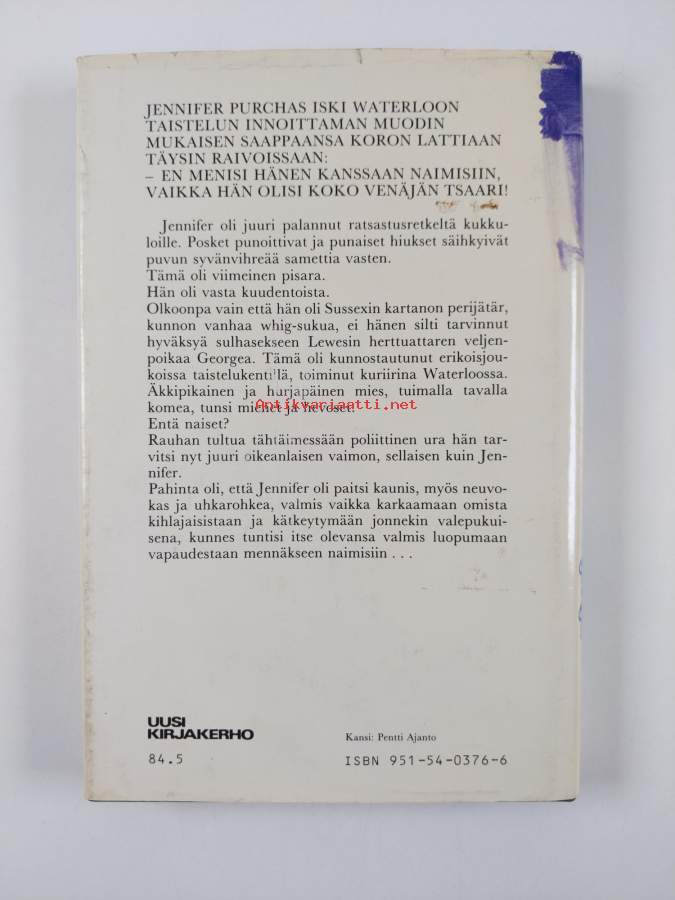 JENNIFER PURCHAS ISKI WATERLOON
TAISTELUN INNOITTAMAN MUODIN
MUKAISEN SAAPPAANSA KORON LATTIAAN
TÄYSIN RAIVOISSAAN:
– EN MENISI HÄNEN KANSSAAN NAIMISIIN,
VAIKKA HÄN OLISI KOKO VENÄJÄN TSAARI!
Jennifer oli juuri palannut ratsastusretkeltä kukku-
loille. Posket punoittivat ja punaiset hiukset säihkyivät
puvun syvänvihreää samettia vasten.
Tämä oli viimeinen pisara.
Hän oli vasta kuudentoista.
Olkoonpa vain että hän oli Sussexin kartanon perijätär,
kunnon vanhaa whig-sukua, ei hänen silti tarvinnut
hyväksyä sulhasekseen Lewesin herttuattaren veljen-
poikaa Georgea. Tämä oli kunnostautunut erikoisjou-
koissa taistelukentillä, toiminut kuriirina Waterloossa.
Äkkipikainen ja hurjapäinen mies, tuimalla tavalla
komea, tunsi miehet ja hevoset!
Antikvariaatti.net
Entä naiset?
Rauhan tultua tähtäimessään poliittinen ura hän tar-
vitsi nyt juuri oikeanlaisen vaimon, sellaisen kuin Jen-
nifer.
Pahinta oli, että Jennifer oli paitsi kaunis, myös neuvo-
kas ja uhkarohkea, valmis vaikka karkaamaan omista
kihlajaisistaan ja kätkeytymään jonnekin valepukui-
sena, kunnes tuntisi itse olevansa valmis luopumaan
vapaudestaan mennäkseen naimisiin . . .
UUSI
KIRJAKERHO
Kansi: Pentti Ajanto
84.5
ISBN 951-54-0376-6